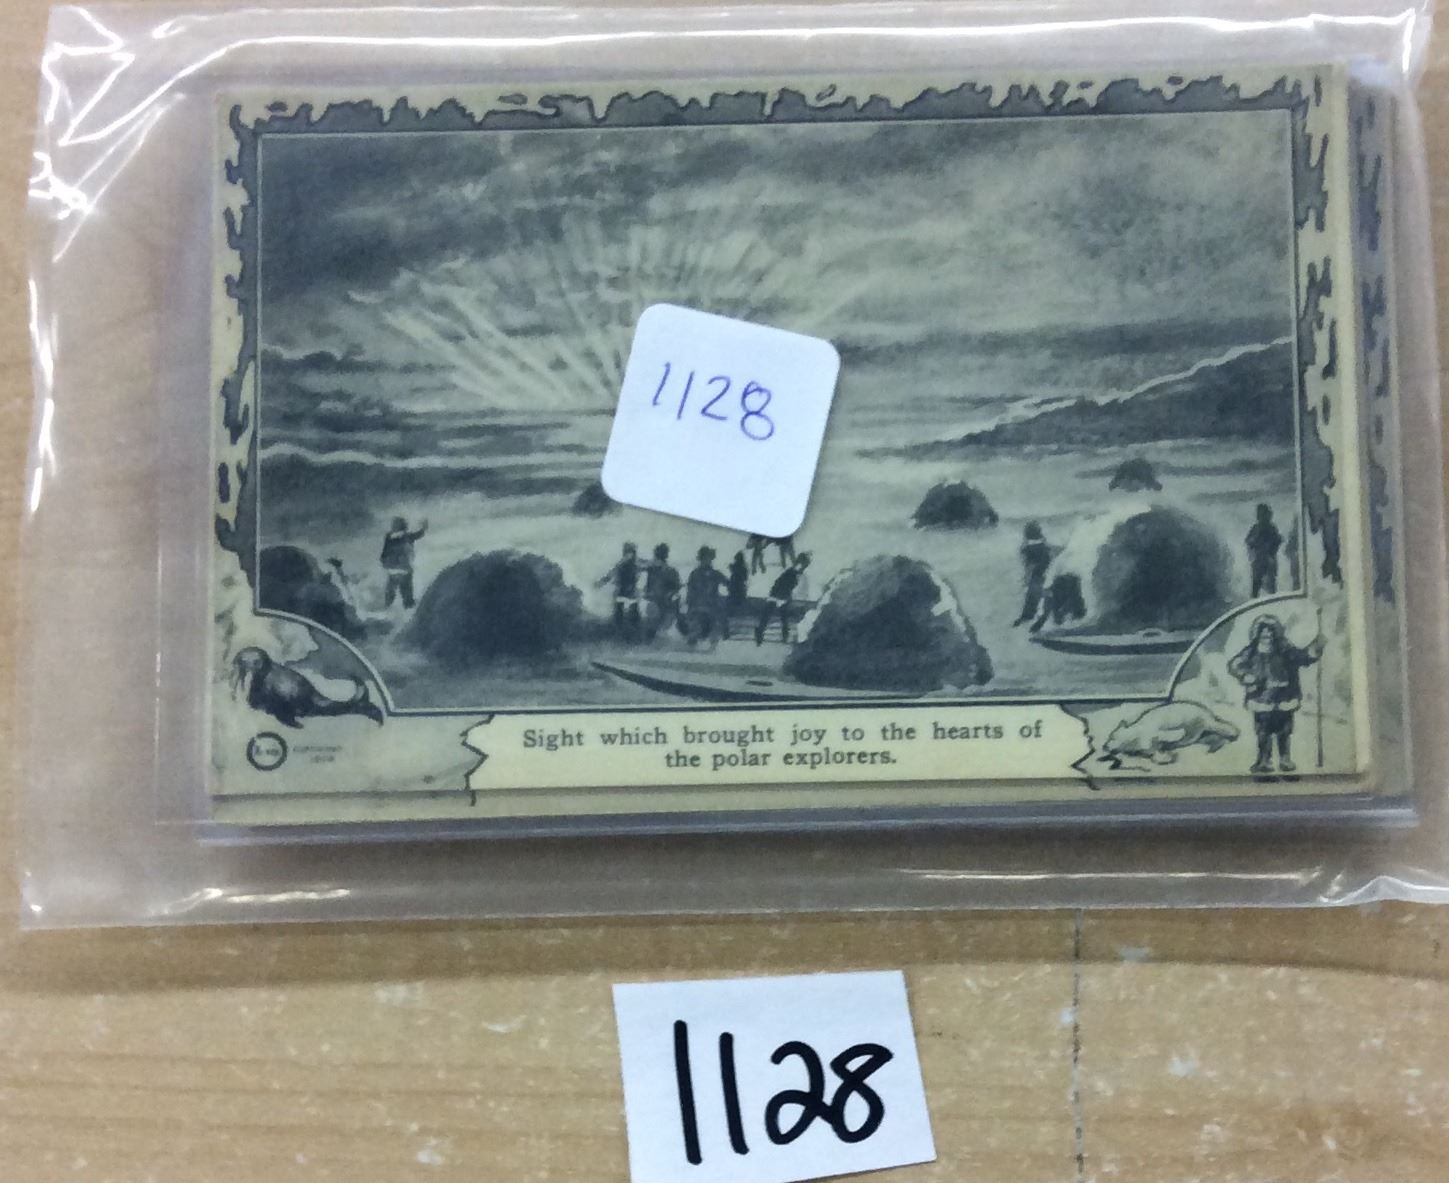 1128
Sight which brought joy to the hearts of
the polar explorers.
1128